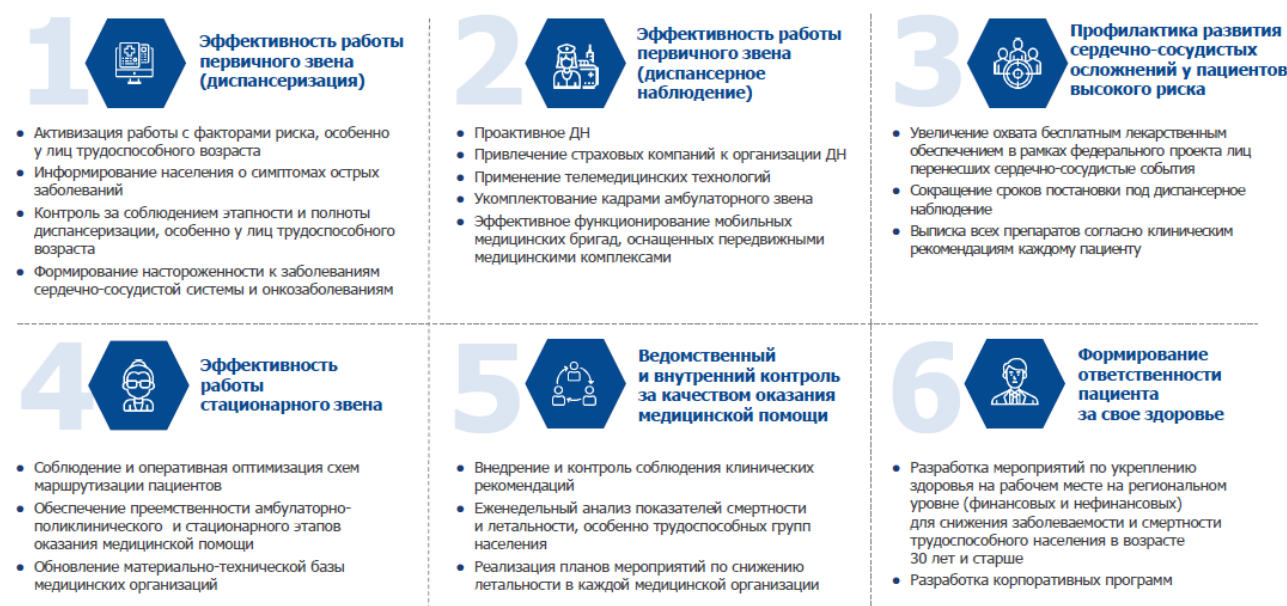 1
Эффективность работы
первичного звена
(диспансеризация)
• Активизация работы с факторами риска, особенно
у лиц трудоспособного возраста
• Информирование населения о симптомах острых
заболеваний
• Контроль за соблюдением этапности и полноты
диспансеризации, особенно у лиц трудоспособного
возраста
• Формирование настороженности к заболеваниям
сердечно-сосудистой системы и онкозаболеваниям
2
Эффективность работы
первичного звена
(диспансерное
наблюдение)
• Проактивное ДН
• Привлечение страховых компаний к организации ДН
• Применение телемедицинских технологий
• Укомплектование кадрами амбулаторного звена
• Эффективное функционирование мобильных
медицинских бригад, оснащенных передвижными
медицинскими комплексами
3
Профилактика развития
сердечно-сосудистых
осложнений у пациентов
высокого риска
• Увеличение охвата бесплатным лекарственным
обеспечением в рамках федерального проекта лиц
перенесших сердечно-сосудистые события
• Сокращение сроков постановки под диспансерное
наблюдение
• Выписка всех препаратов согласно клиническим
рекомендациям каждому пациенту
4
Эффективность
работы
стационарного звена
• Соблюдение и оперативная оптимизация схем
маршрутизации пациентов
• Обеспечение преемственности амбулаторно-
поликлинического и стационарного этапов
оказания медицинской помощи
• Обновление материально-технической базы
медицинских организаций
5
Ведомственный
и внутренний контроль
за качеством оказания
медицинской помощи
• Внедрение и контроль соблюдения клинических
рекомендаций
• Еженедельный анализ показателей смертности
и летальности, особенно трудоспособных групп
населения
• Реализация планов мероприятий по снижению
летальности в каждой медицинской организации
6
Формирование
ответственности
пациента
за свое здоровье
• Разработка мероприятий по укреплению
здоровья на рабочем месте на региональном
уровне (финансовых и нефинансовых)
для снижения заболеваемости и смертности
трудоспособного населения в возрасте
30 лет и старше
• Разработка корпоративных программ